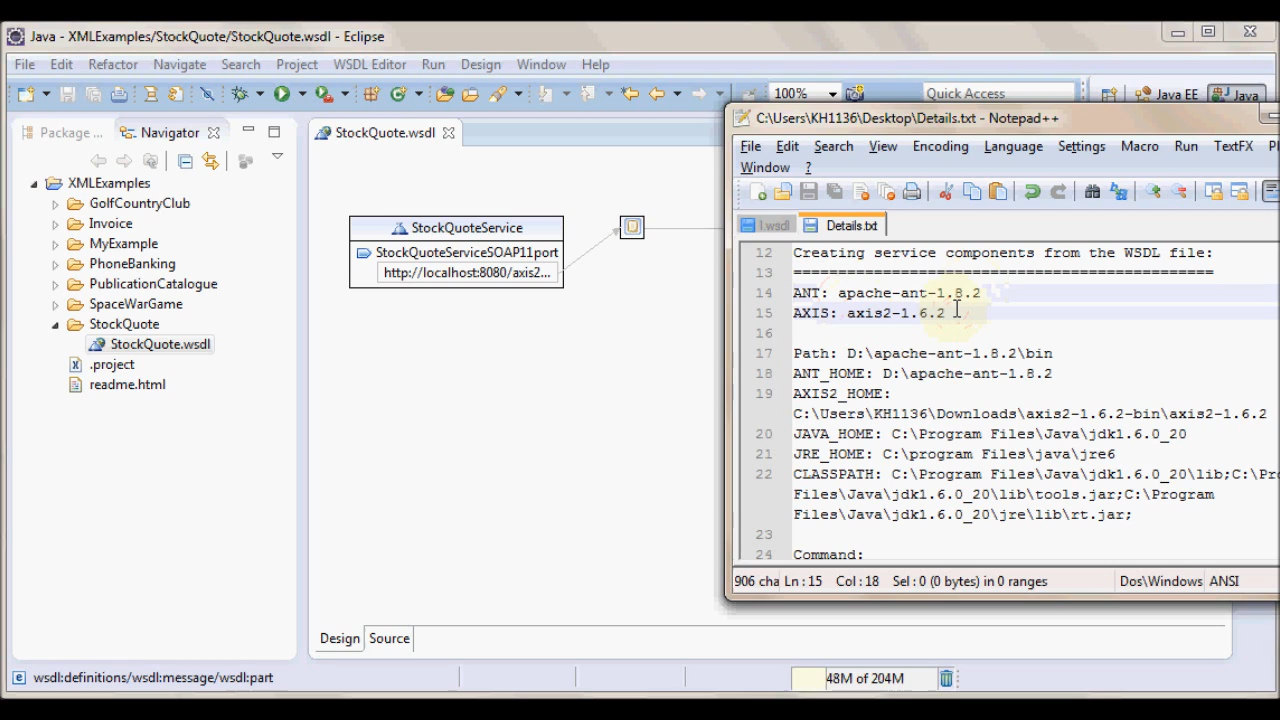 Java - XMLExamples/StockQuote/StockQuote.wsdl - Eclipse
File Edit Refactor Navigate Search Project WSDL Editor Run Design Window Help
100% Quick Access Java EE Java
Package ... Navigator
XMLExamples
GolfCountryClub
Invoice
MyExample
PhoneBanking
PublicationCatalogue
SpaceWarGame
StockQuote
StockQuote.wsdl
.project
readme.html
StockQuote.wsdl
StockQuoteService
StockQuoteServiceSOAP11port
http://localhost:8080/axis2...
Design Source
wsdl:definitions/wsdl:message/wsdl:part
48M of 204M
C:\Users\KH1136\Desktop\Details.txt - Notepad++
File Edit Search View Encoding Language Settings Macro Run TextFX Pl
Window ?
l.wsdl Details.txt
12 Creating service components from the WSDL file:
13 ===============================================
14 ANT: apache-ant-1.8.2
15 AXIS: axis2-1.6.2
16
17 Path: D:\apache-ant-1.8.2\bin
18 ANT_HOME: D:\apache-ant-1.8.2
19 AXIS2_HOME:
C:\Users\KH1136\Downloads\axis2-1.6.2-bin\axis2-1.6.2
20 JAVA_HOME: C:\Program Files\Java\jdk1.6.0_20
21 JRE_HOME: C:\program Files\java\jre6
22 CLASSPATH: C:\Program Files\Java\jdk1.6.0_20\lib;C:\Pro
Files\Java\jdk1.6.0_20\lib\tools.jar;C:\Program
Files\Java\jdk1.6.0_20\jre\lib\rt.jar;
23
24 Command:
906 cha Ln : 15 Col : 18 Sel : 0 (0 bytes) in 0 ranges Dos\Windows ANSI